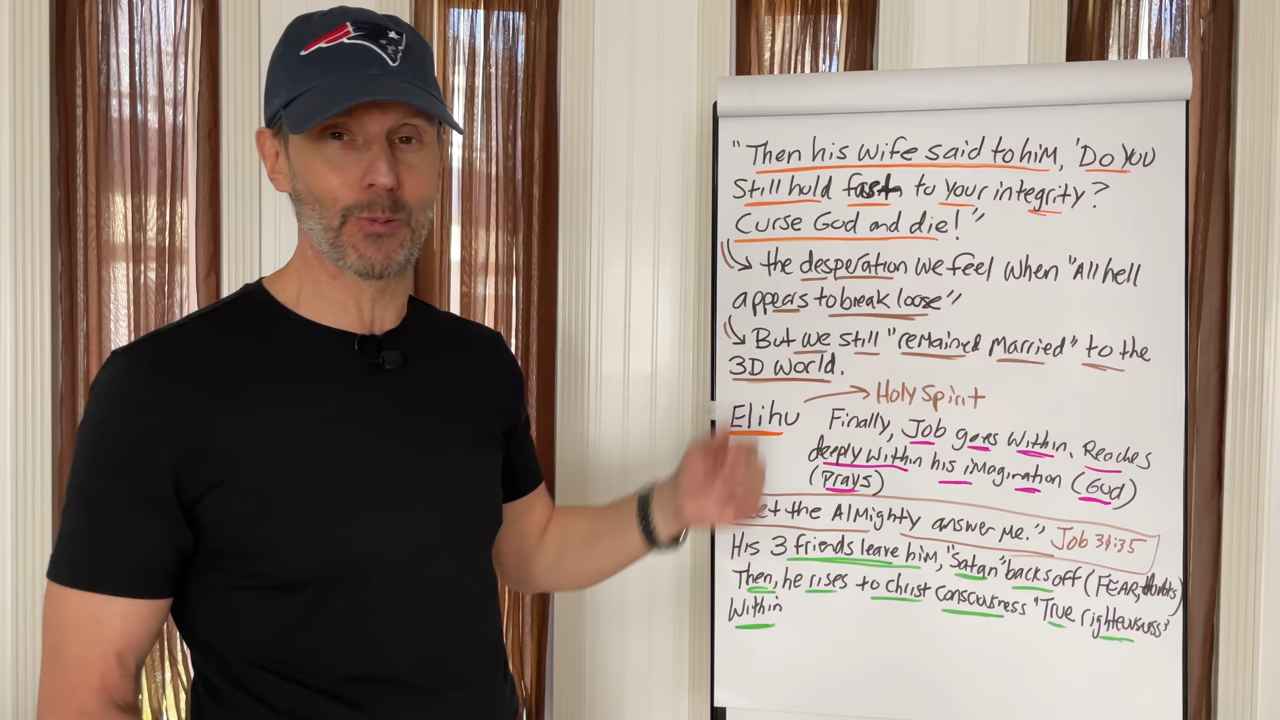 "Then his wife said to him, 'Do you
still hold fast to your integrity?
Curse God and die!'"
the desperation we feel when "All hell
appears to break loose"
But we still "remained married" to the
3D world.
Holy Spirit
Elihu
Finally, Job goes within. Reaches
deeply within his imagination (God)
(Prays)
et the Almighty answer me." Job 31:35
His 3 friends leave him, "Satan" backs off (FEAR, doubts)
Then, he rises to christ consciousness "True righteousness"
Within